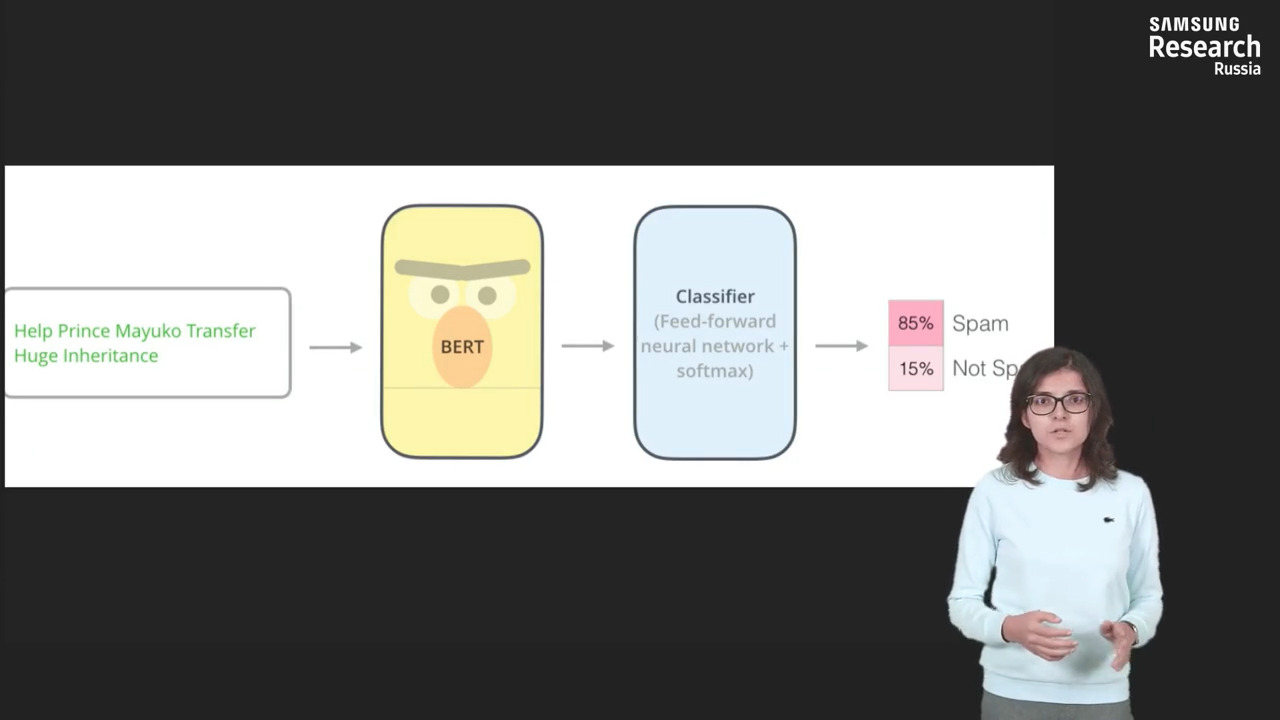 SAMSUNG
Research
Russia
Help Prince Mayuko Transfer
Huge Inheritance
BERT
Classifier
(Feed-forward
neural network +
softmax)
85% Spam
15% Not Sp